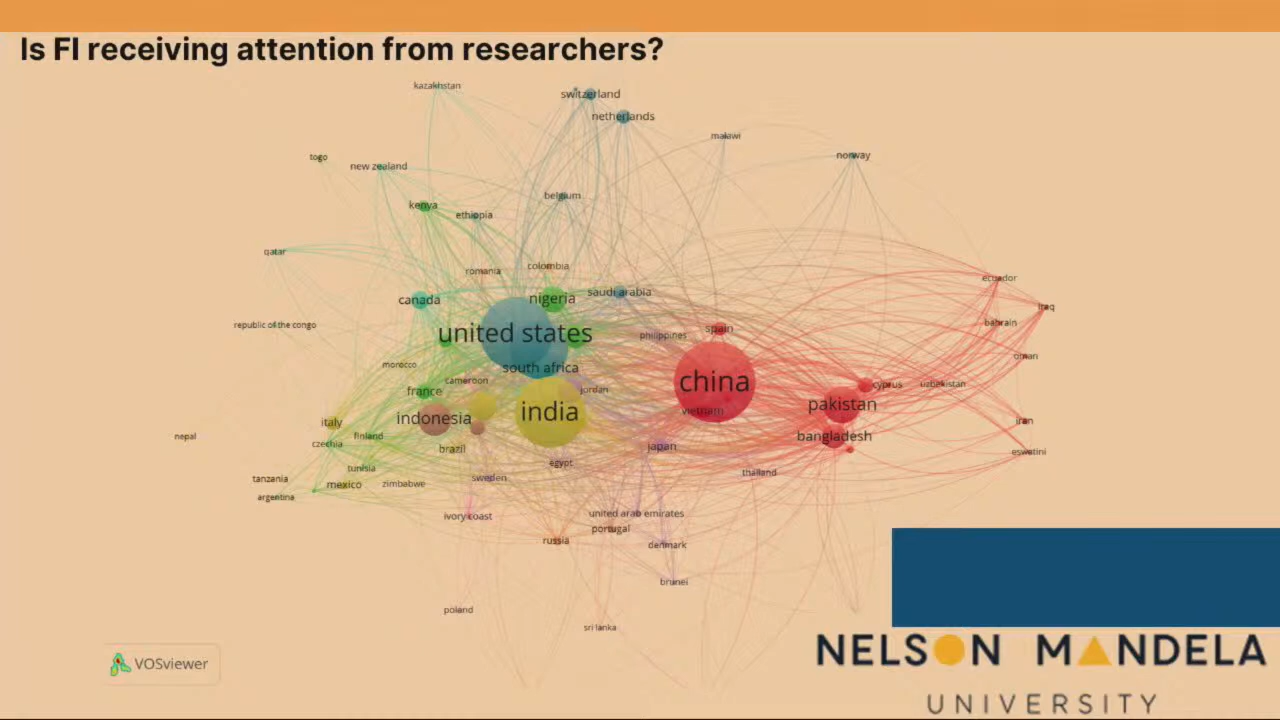 Is FI receiving attention from researchers?
kazakhstan
switzerland
netherlands
malawi
norway
togo
new zealand
belgium
kenya
ethiopia
qatar
romania
colombia
ecuador
canada
nigeria
saudi arabia
iraq
republic of the congo
united states
philippines
spain
bahrain
morocco
south africa
oman
cameroon
jordan
china
cyprus
uzbekistan
france
pakistan
indonesia
india
vietnam
italy
iran
nepal
czechia
finland
brazil
japan
bangladesh
eswatini
tunisia
egypt
thailand
tanzania
mexico
zimbabwe
sweden
argentina
ivory coast
united arab emirates
portugal
russia
denmark
brunei
poland
sri lanka
VOSviewer
NELSON MANDELA
UNIVERSITY